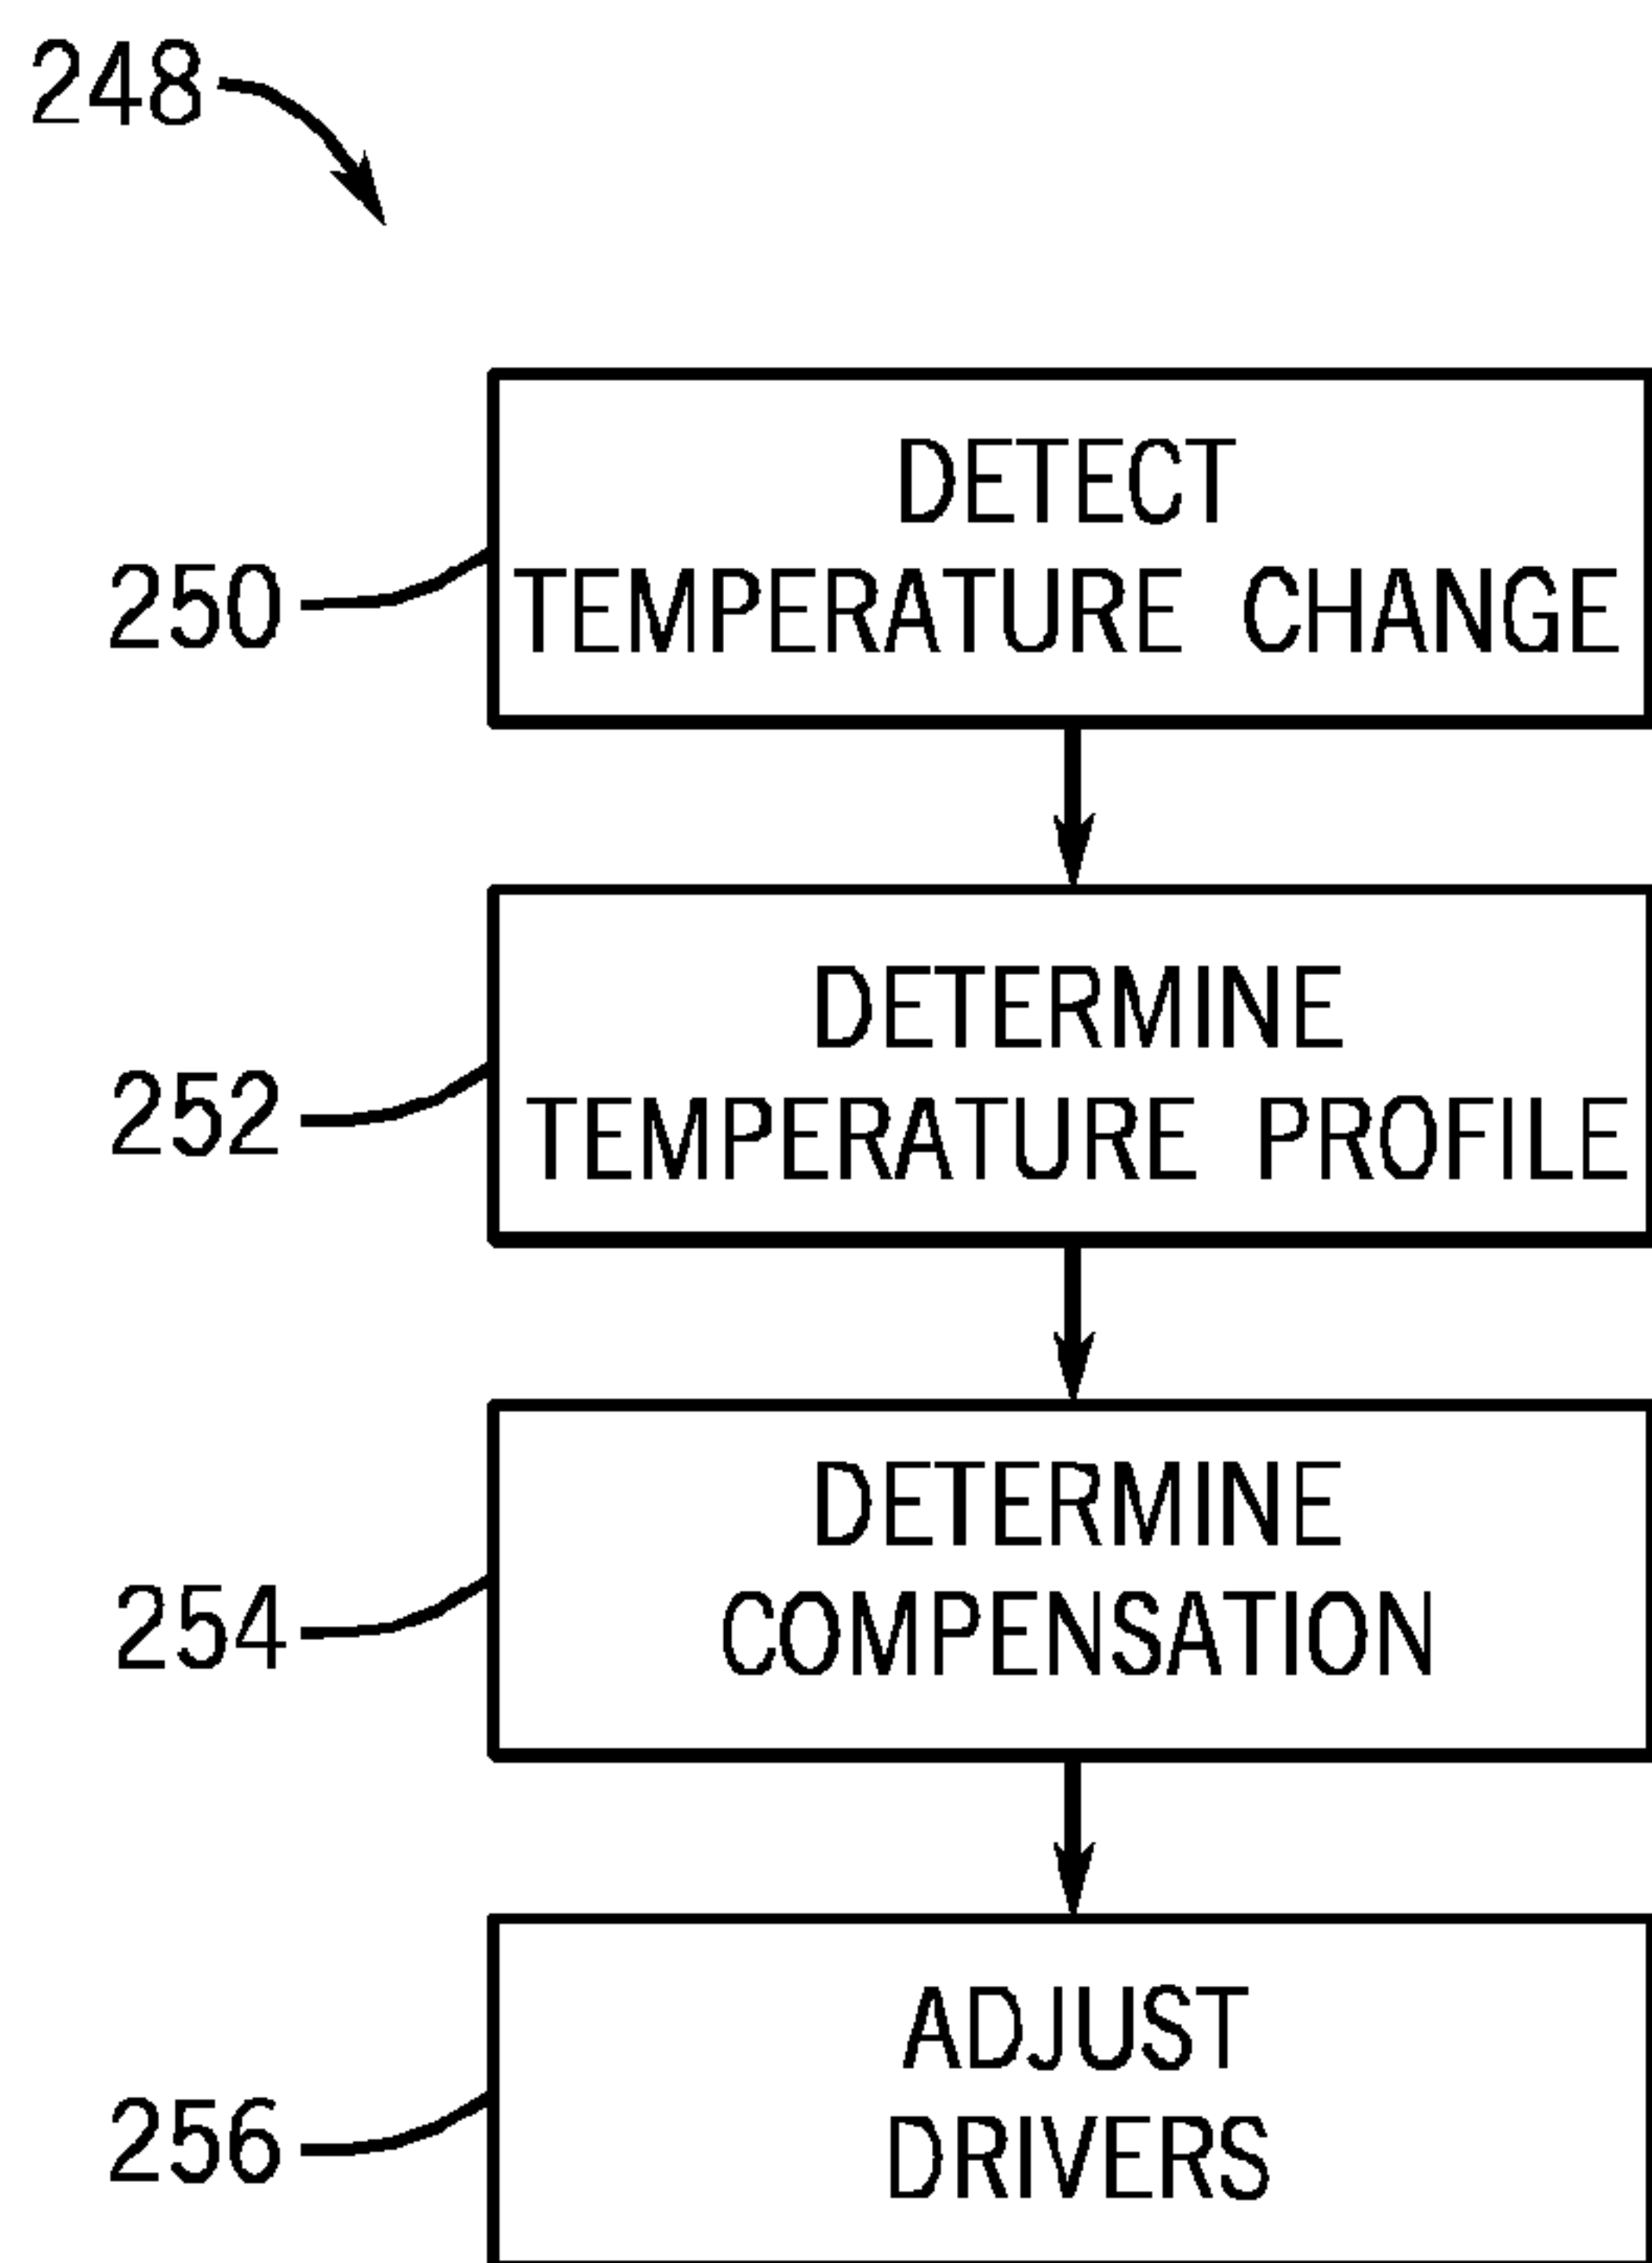 248
DETECT
250
TEMPERATURE CHANGE
DETERMINE
252
TEMPERATURE PROFILE
DETERMINE
254
COMPENSATION
ADJUST
256
DRIVERS